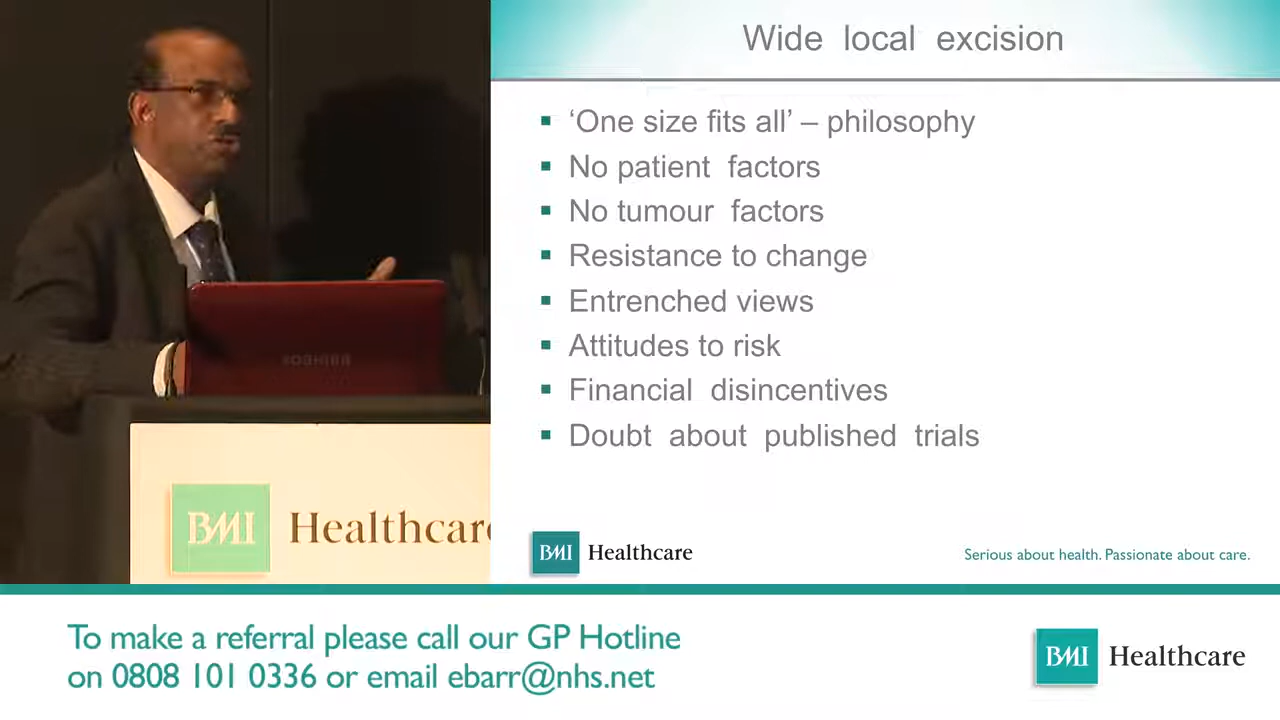 Wide local excision
‘One size fits all’ – philosophy
No patient factors
No tumour factors
Resistance to change
Entrenched views
Attitudes to risk
Financial disincentives
Doubt about published trials
TOSHIBA
BMI Healthcare
BMI Healthcare
Serious about health. Passionate about care.
To make a referral please call our GP Hotline
on 0808 101 0336 or email ebarr@nhs.net
BMI Healthcare